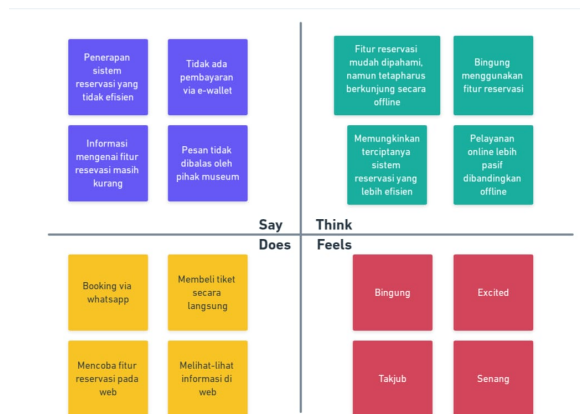 Penerapan
sistem
reservasi yang
tidak efisien
Tidak ada
pembayaran
via e-wallet
Informasi
mengenai fitur
resevasi masih
kurang
Pesan tidak
dibalas oleh
pihak museum
Say
Fitur reservasi
mudah dipahami,
namun tetapharus
berkunjung secara
offline
Bingung
menggunakan
fitur reservasi
Memungkinkan
terciptanya
sistem
reservasi yang
lebih efisien
Pelayanan
online lebih
pasif
dibandingkan
offline
Think
Does
Booking via
whatsapp
Membeli tiket
secara
langsung
Mencoba fitur
reservasi pada
web
Melihat-lihat
informasi di
web
Feels
Bingung
Excited
Takjub
Senang